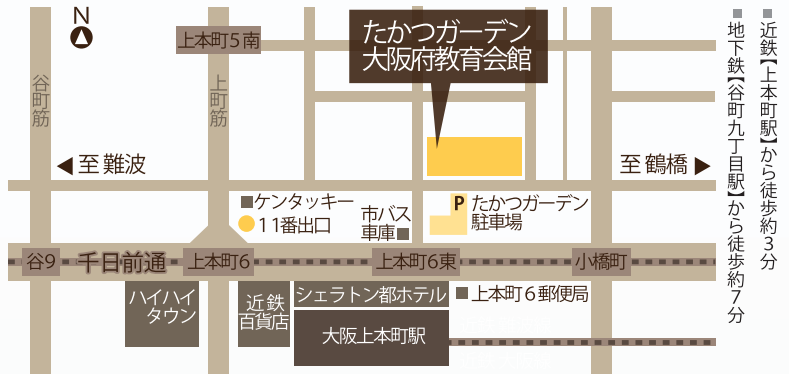 N
上本町5南
たかつガーデン
大阪府教育会館
谷町筋
上町筋
至 難波
至 鶴橋
ケンタッキー
11番出口
市バス
車庫
P
たかつガーデン
駐車場
谷9
千日前通
上本町6
上本町6東
小橋町
ハイハイ
タウン
近鉄
百貨店
シェラトン都ホテル
上本町6郵便局
大阪上本町駅
近鉄【上本町駅】から徒歩約3分
地下鉄【谷町九丁目駅】から徒歩約7分